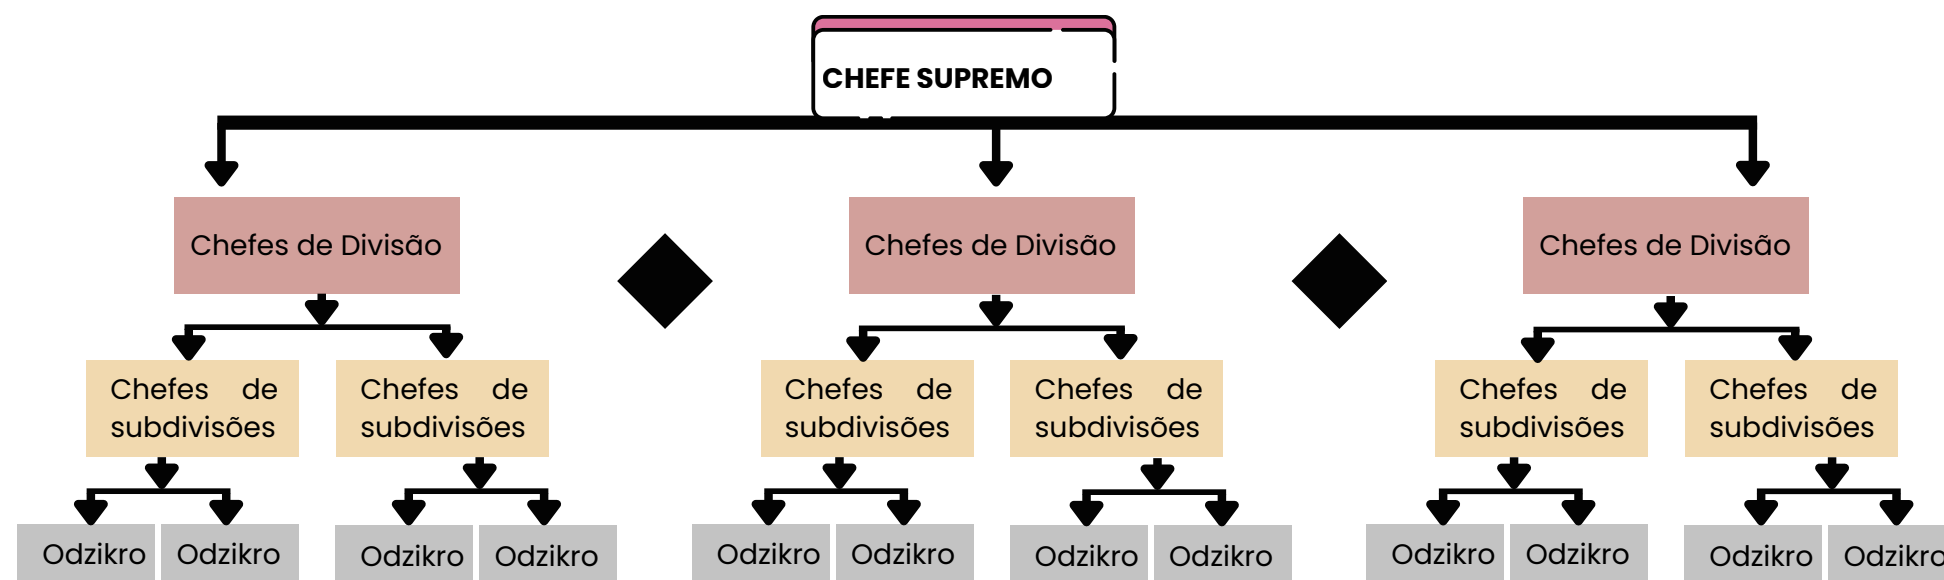 CHEFE SUPREMO
Chefes de Divisão
Chefes de Divisão
Chefes de Divisão
Chefes de
subdivisões
Chefes de
subdivisões
Chefes de
subdivisões
Chefes de
subdivisões
Chefes de
subdivisões
Chefes de
subdivisões
Odzikro
Odzikro
Odzikro
Odzikro
Odzikro
Odzikro
Odzikro
Odzikro
Odzikro
Odzikro
Odzikro
Odzikro